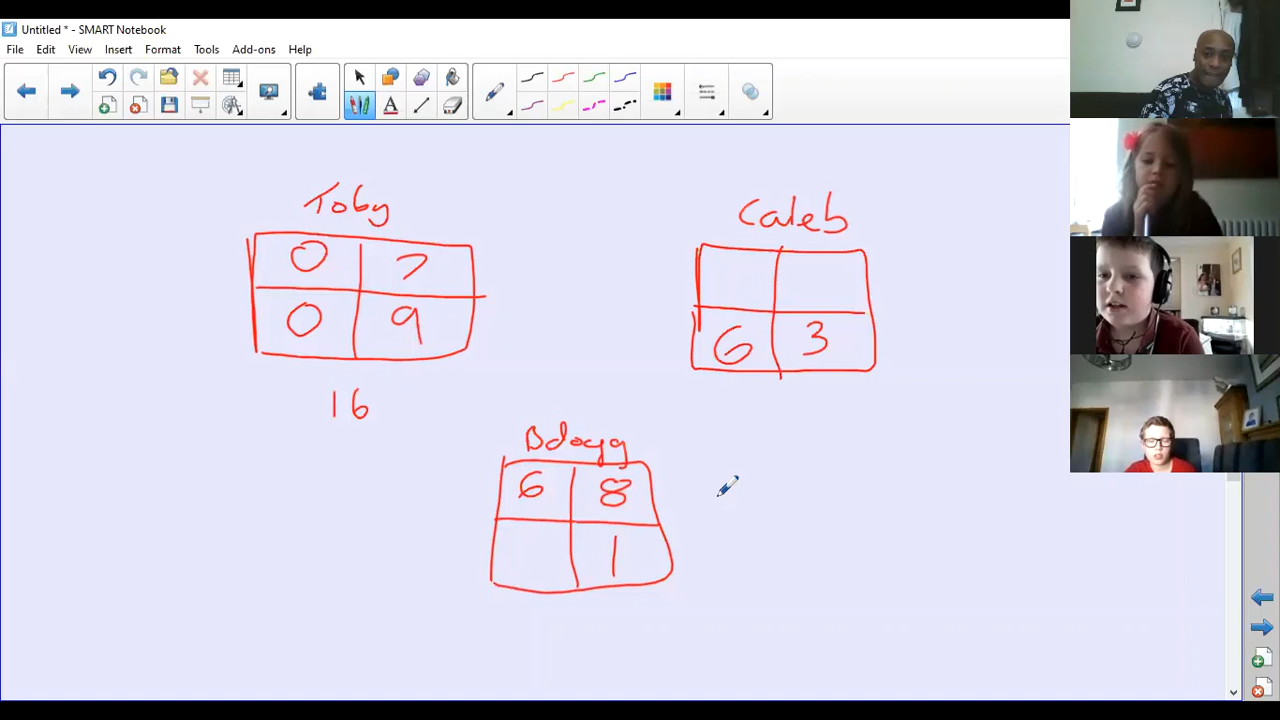 Untitled * - SMART Notebook
File Edit View Insert Format Tools Add-ons Help
Toby
0 7
0 9
16
Caleb
6 3
6 8
1